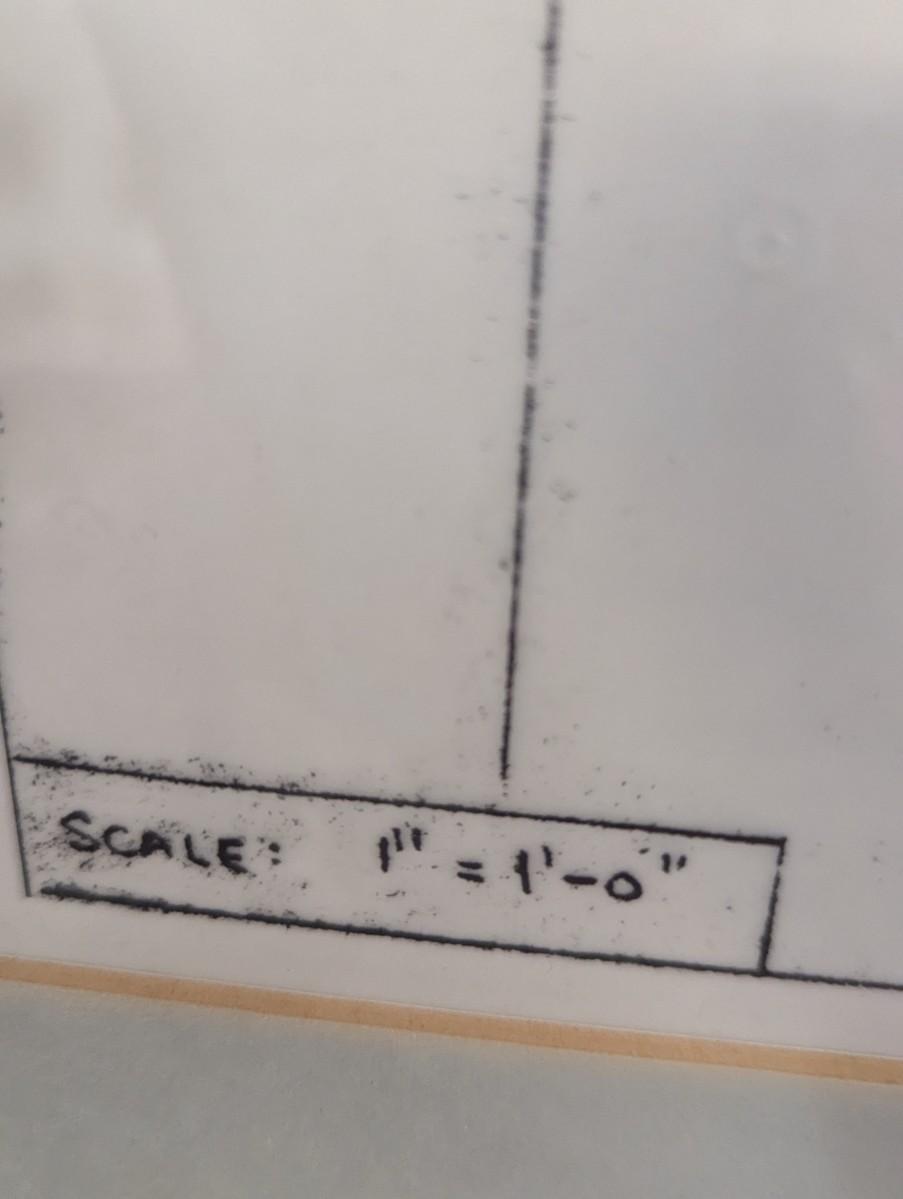 SCALE: 1" = 1'-0"